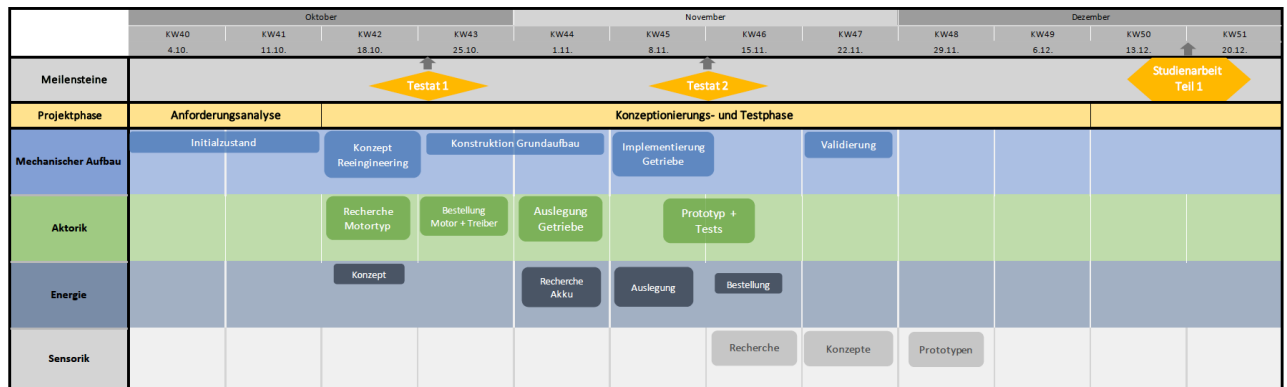 Oktober November Dezember
KW40 KW41 KW42 KW43 KW44 KW45 KW46 KW47 KW48 KW49 KW50 KW51
4.10. 11.10. 18.10. 25.10. 1.11. 8.11. 15.11. 22.11. 29.11. 6.12. 13.12. 20.12.
Meilensteine
Testat 1
Testat 2
Studienarbeit
Teil 1
Projektphase Anforderungsanalyse Konzeptionierungs- und Testphase
Mechanischer Aufbau
Initialzustand
Konzept
Reeingineering
Konstruktion Grundaufbau
Implementierung
Getriebe
Validierung
Aktorik
Recherche
Motortyp
Bestellung
Motor + Treiber
Auslegung
Getriebe
Prototyp +
Tests
Energie
Konzept
Recherche
Akku
Auslegung
Bestellung
Sensorik
Recherche
Konzepte
Prototypen